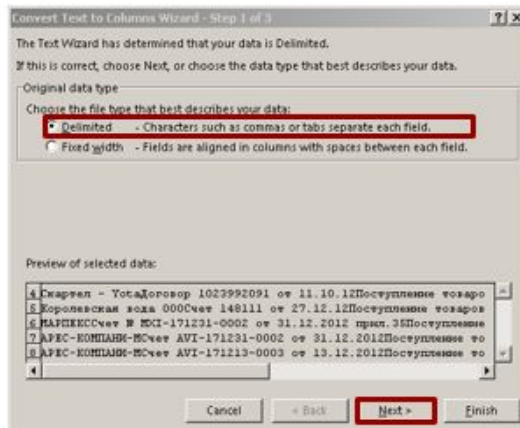 Convert Text to Columns Wizard - Step 1 of 3
The Text Wizard has determined that your data is Delimited.
If this is correct, choose Next, or choose the data type that best describes your data.
Original data type
Choose the file type that best describes your data:
Delimited - Characters such as commas or tabs separate each field.
Fixed width - Fields are aligned in columns with spaces between each field.
Preview of selected data:
4 Скартел - YotaДоговор 1023992091 от 11.10.12Поступление товаро
5 Королевская вода 000Счет 148111 от 27.12.12Поступление товаров
6 МАРПЕКССчет № MXI-171231-0002 от 31.12.2012 прил.35Поступление
7 АРЕС-КОМПАНИ-МСчет AVI-171231-0002 от 31.12.2012Поступление то
8 АРЕС-КОМПАНИ-МСчет AVI-171213-0003 от 13.12.2012Поступление то
Cancel
< Back
Next >
Finish